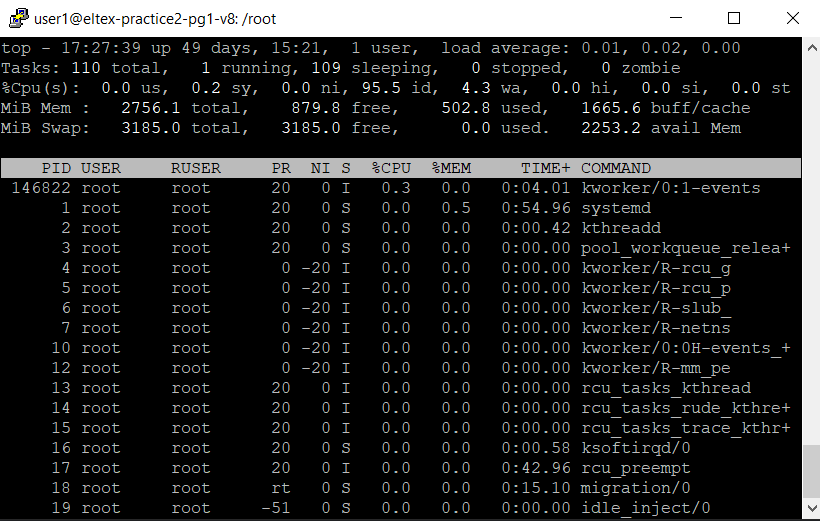 user1@eltex-practice2-pg1-v8: /root
top - 17:27:39 up 49 days, 15:21,  1 user,  load average: 0.01, 0.02, 0.00
Tasks: 110 total,   1 running, 109 sleeping,   0 stopped,   0 zombie
%Cpu(s):  0.0 us,  0.2 sy,  0.0 ni, 95.5 id,  4.3 wa,  0.0 hi,  0.0 si,  0.0 st
MiB Mem :   2756.1 total,    879.8 free,    502.8 used,   1665.6 buff/cache
MiB Swap:   3185.0 total,   3185.0 free,      0.0 used.   2253.2 avail Mem
    PID USER     RUSER     PR  NI S  %CPU  %MEM     TIME+ COMMAND
 146822 root     root      20   0 I   0.3   0.0   0:04.01 kworker/0:1-events
      1 root     root      20   0 S   0.0   0.5   0:54.96 systemd
      2 root     root      20   0 S   0.0   0.0   0:00.42 kthreadd
      3 root     root      20   0 S   0.0   0.0   0:00.00 pool_workqueue_relea+
      4 root     root       0 -20 I   0.0   0.0   0:00.00 kworker/R-rcu_g
      5 root     root       0 -20 I   0.0   0.0   0:00.00 kworker/R-rcu_p
      6 root     root       0 -20 I   0.0   0.0   0:00.00 kworker/R-slub_
      7 root     root       0 -20 I   0.0   0.0   0:00.00 kworker/R-netns
     10 root     root       0 -20 I   0.0   0.0   0:00.00 kworker/0:0H-events_+
     12 root     root       0 -20 I   0.0   0.0   0:00.00 kworker/R-mm_pe
     13 root     root      20   0 I   0.0   0.0   0:00.00 rcu_tasks_kthread
     14 root     root      20   0 I   0.0   0.0   0:00.00 rcu_tasks_rude_kthre+
     15 root     root      20   0 I   0.0   0.0   0:00.00 rcu_tasks_trace_kthr+
     16 root     root      20   0 S   0.0   0.0   0:00.58 ksoftirqd/0
     17 root     root      20   0 I   0.0   0.0   0:42.96 rcu_preempt
     18 root     root      rt   0 S   0.0   0.0   0:15.10 migration/0
     19 root     root     -51   0 S   0.0   0.0   0:00.00 idle_inject/0